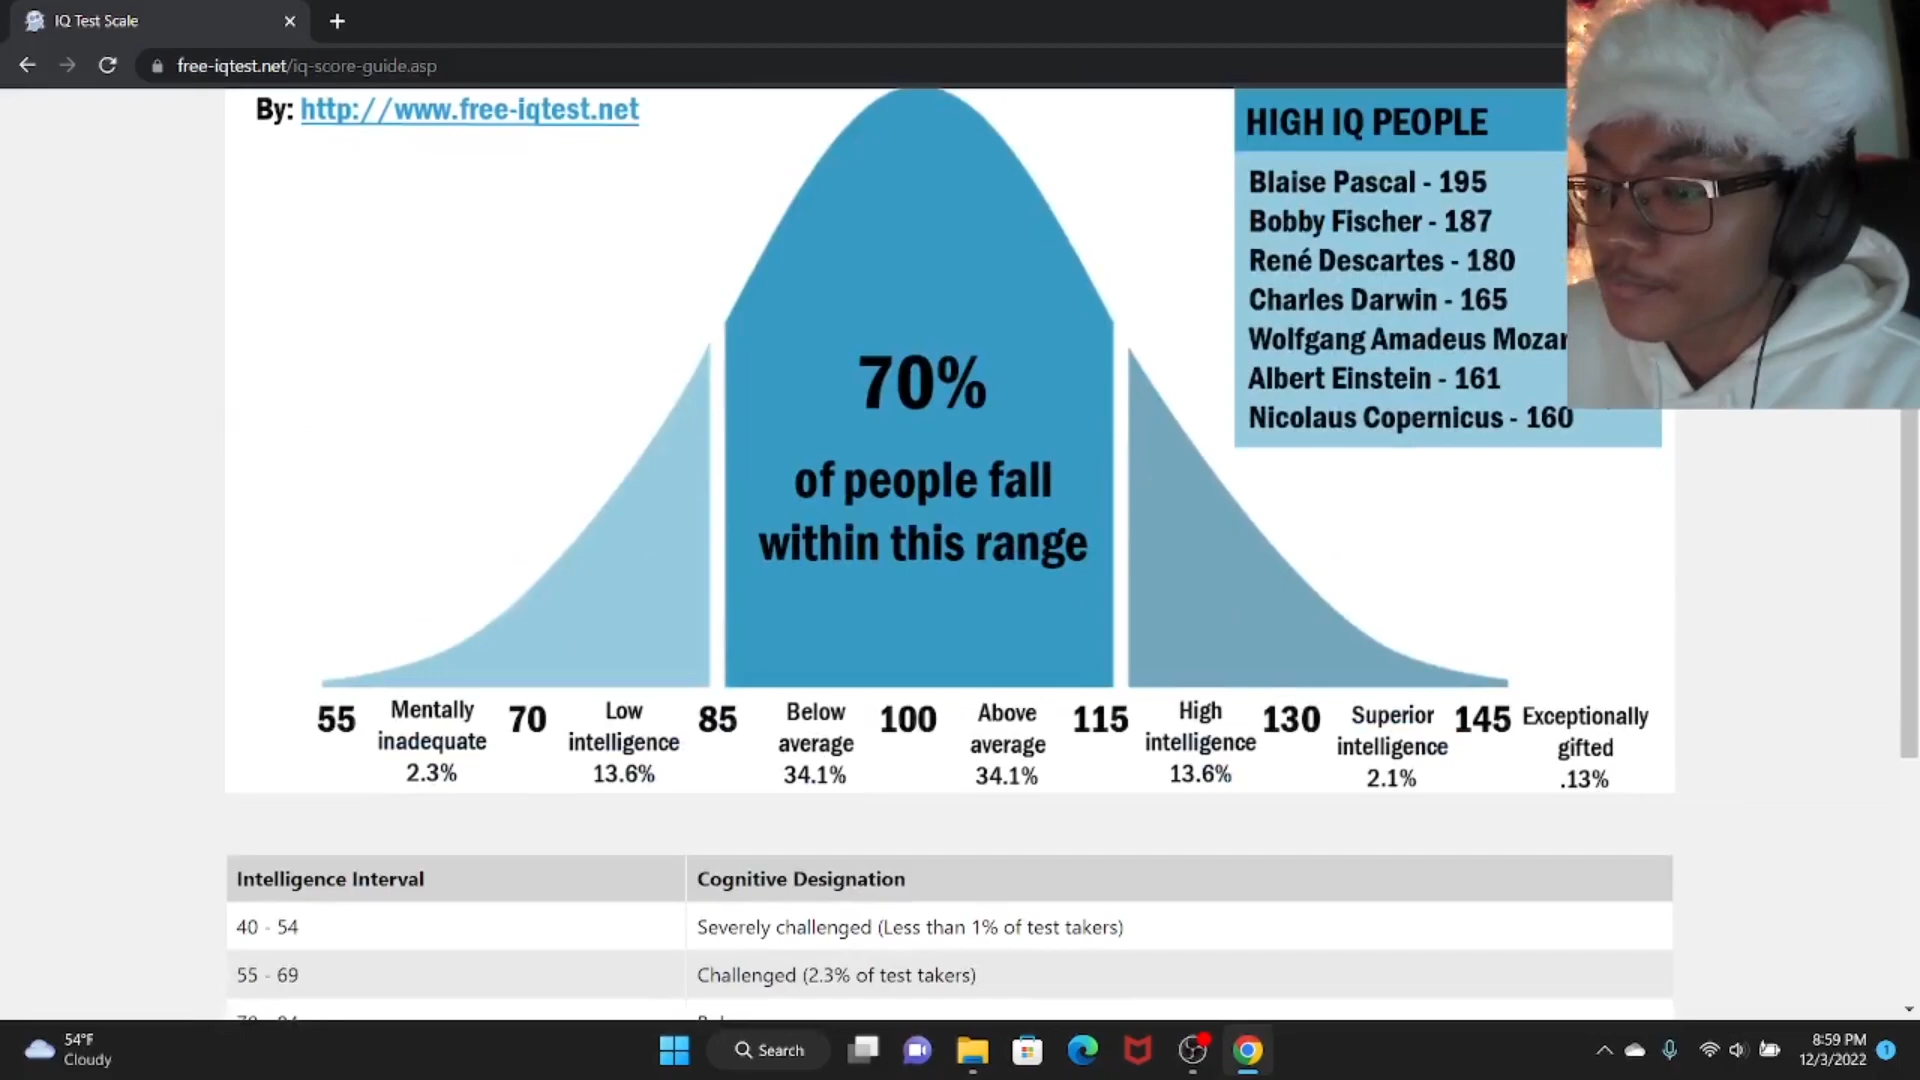 IQ Test Scale
free-iqtest.net/iq-score-guide.asp
By: http://www.free-iqtest.net
HIGH IQ PEOPLE
Blaise Pascal - 195
Bobby Fischer - 187
René Descartes - 180
Charles Darwin - 165
Wolfgang Amadeus Mozar
Albert Einstein - 161
Nicolaus Copernicus - 160
70%
of people fall
within this range
55 Mentally inadequate 2.3% 70 Low intelligence 13.6% 85 Below average 34.1% 100 Above average 34.1% 115 High intelligence 13.6% 130 Superior intelligence 2.1% 145 Exceptionally gifted .13%
Intelligence Interval Cognitive Designation
40 - 54 Severely challenged (Less than 1% of test takers)
55 - 69 Challenged (2.3% of test takers)
54°F
Cloudy
Search
8:59 PM
12/3/2022
1